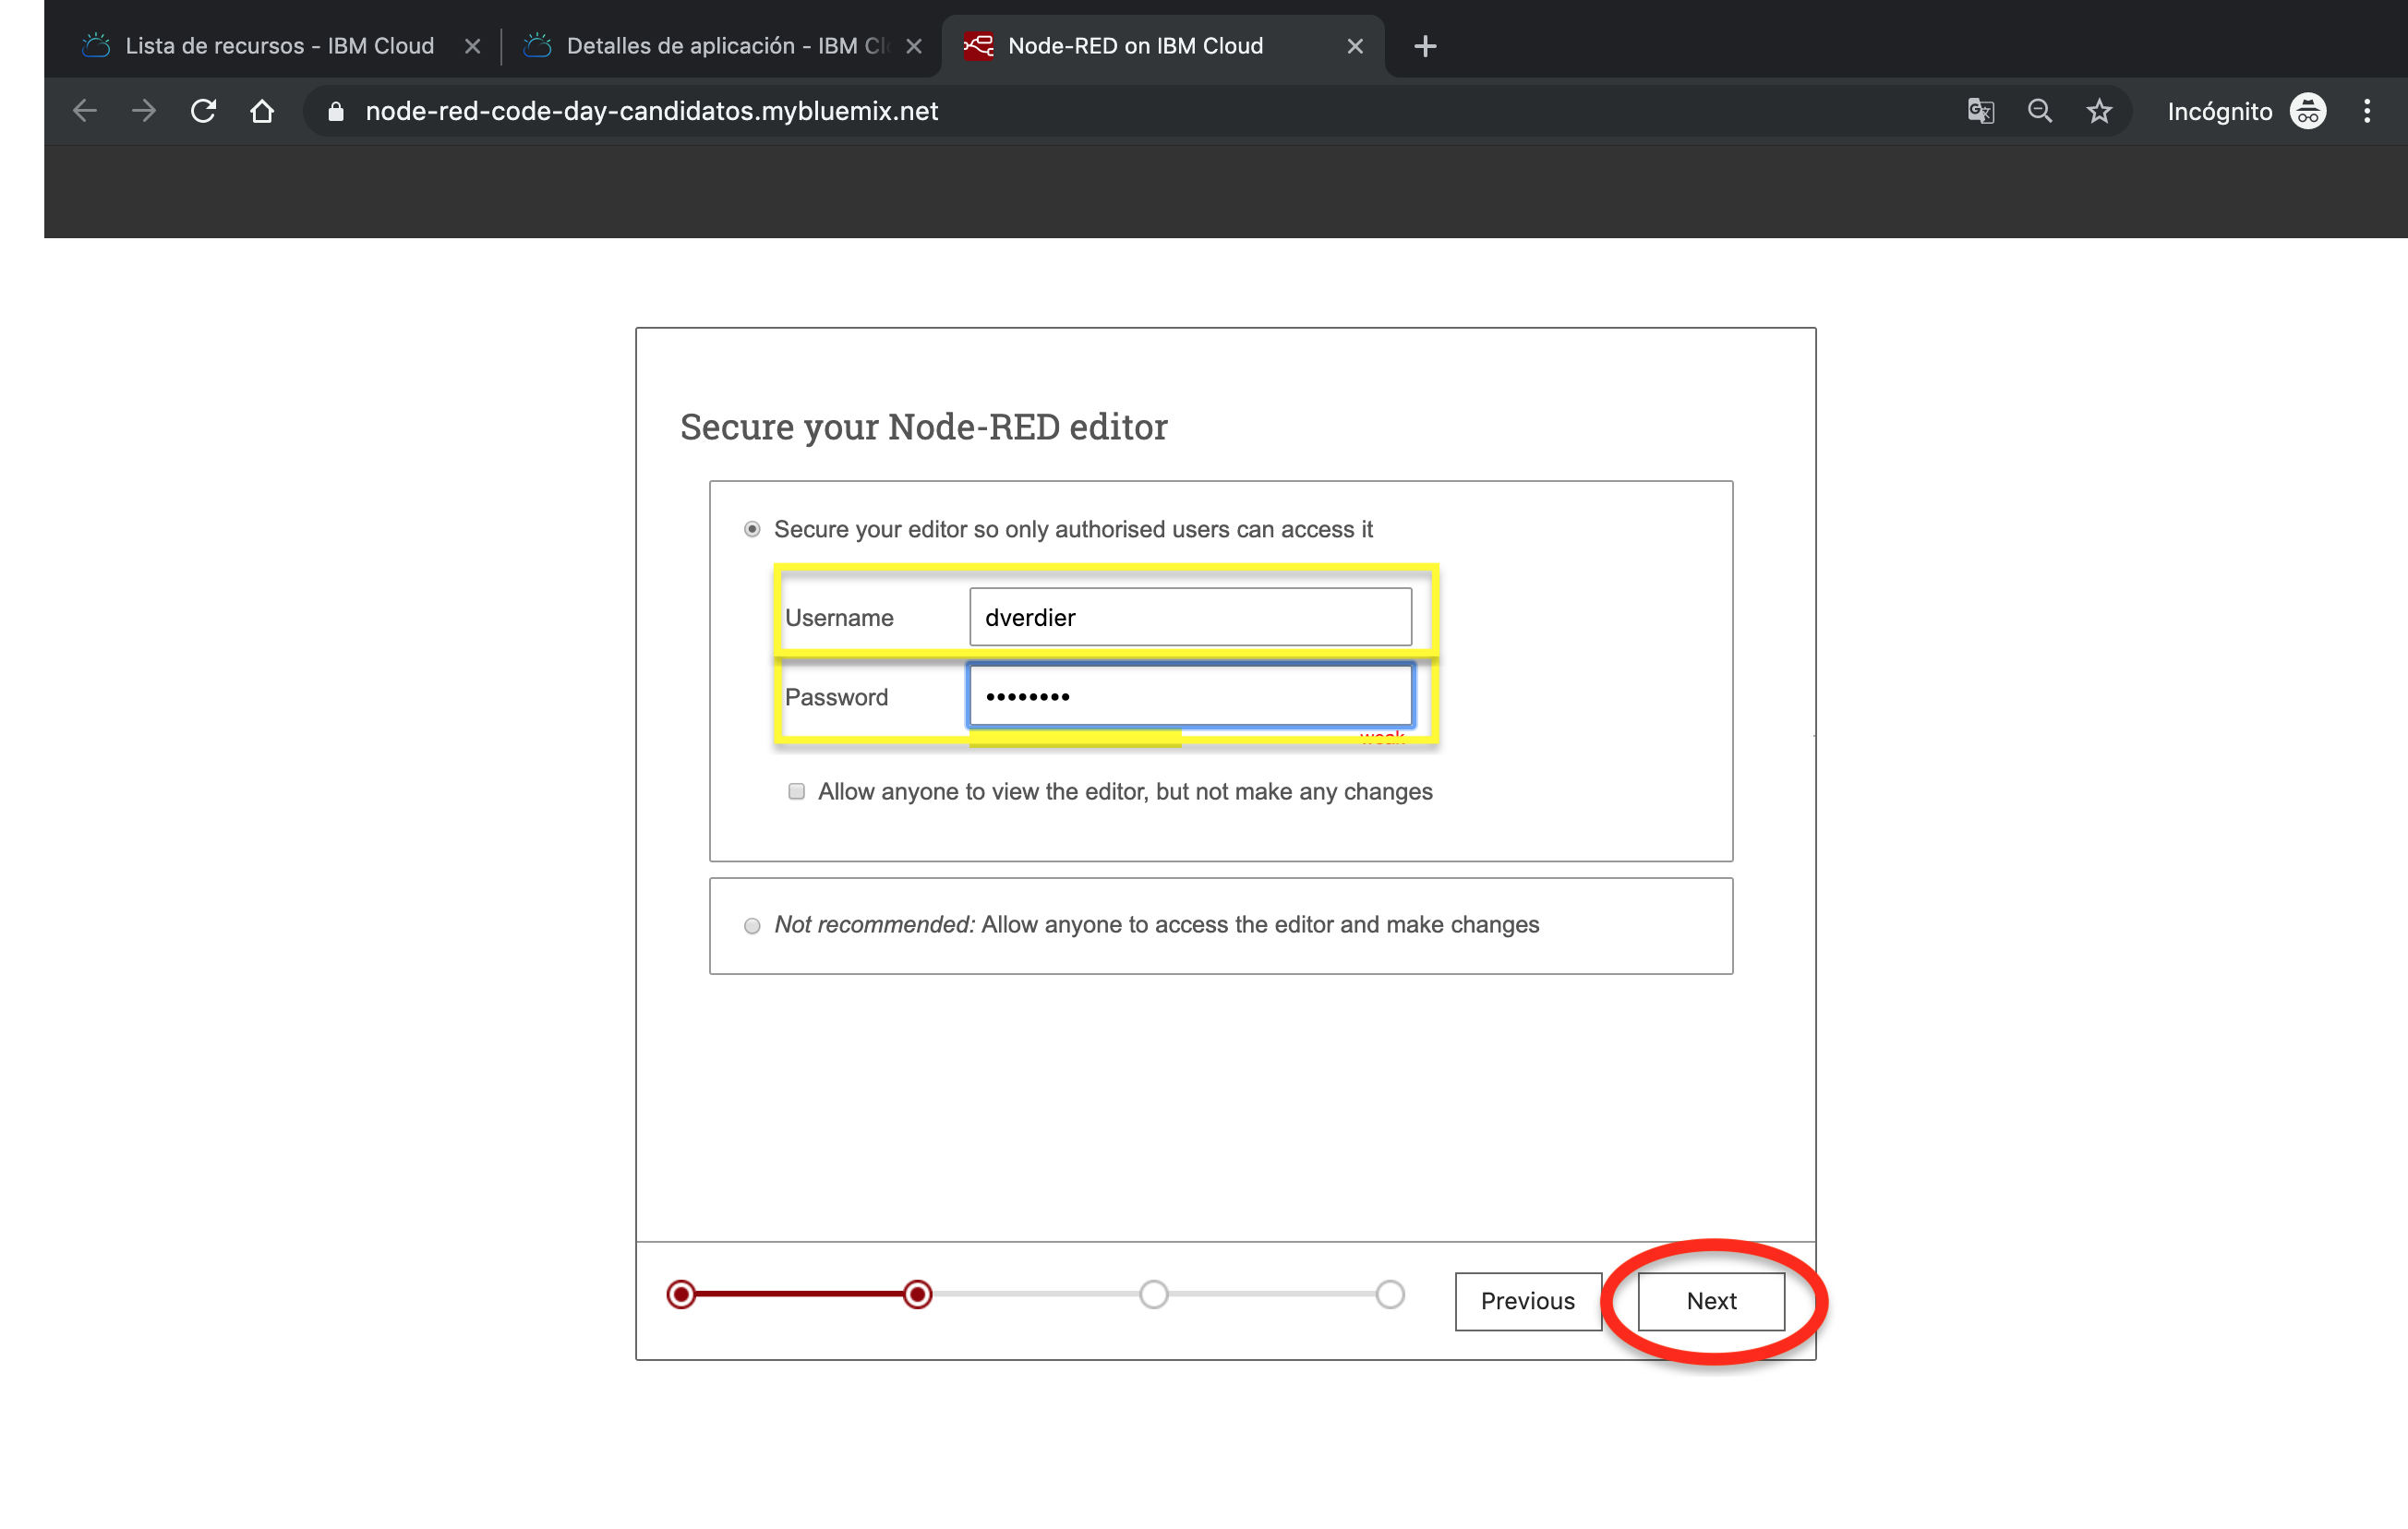 Lista de recursos - IBM Cloud
Detalles de aplicación - IBM Cl
Node-RED on IBM Cloud
node-red-code-day-candidatos.mybluemix.net
Incógnito
Secure your Node-RED editor
Secure your editor so only authorised users can access it
Username
dverdier
Password
••••••••
weak
Allow anyone to view the editor, but not make any changes
Not recommended: Allow anyone to access the editor and make changes
Previous
Next